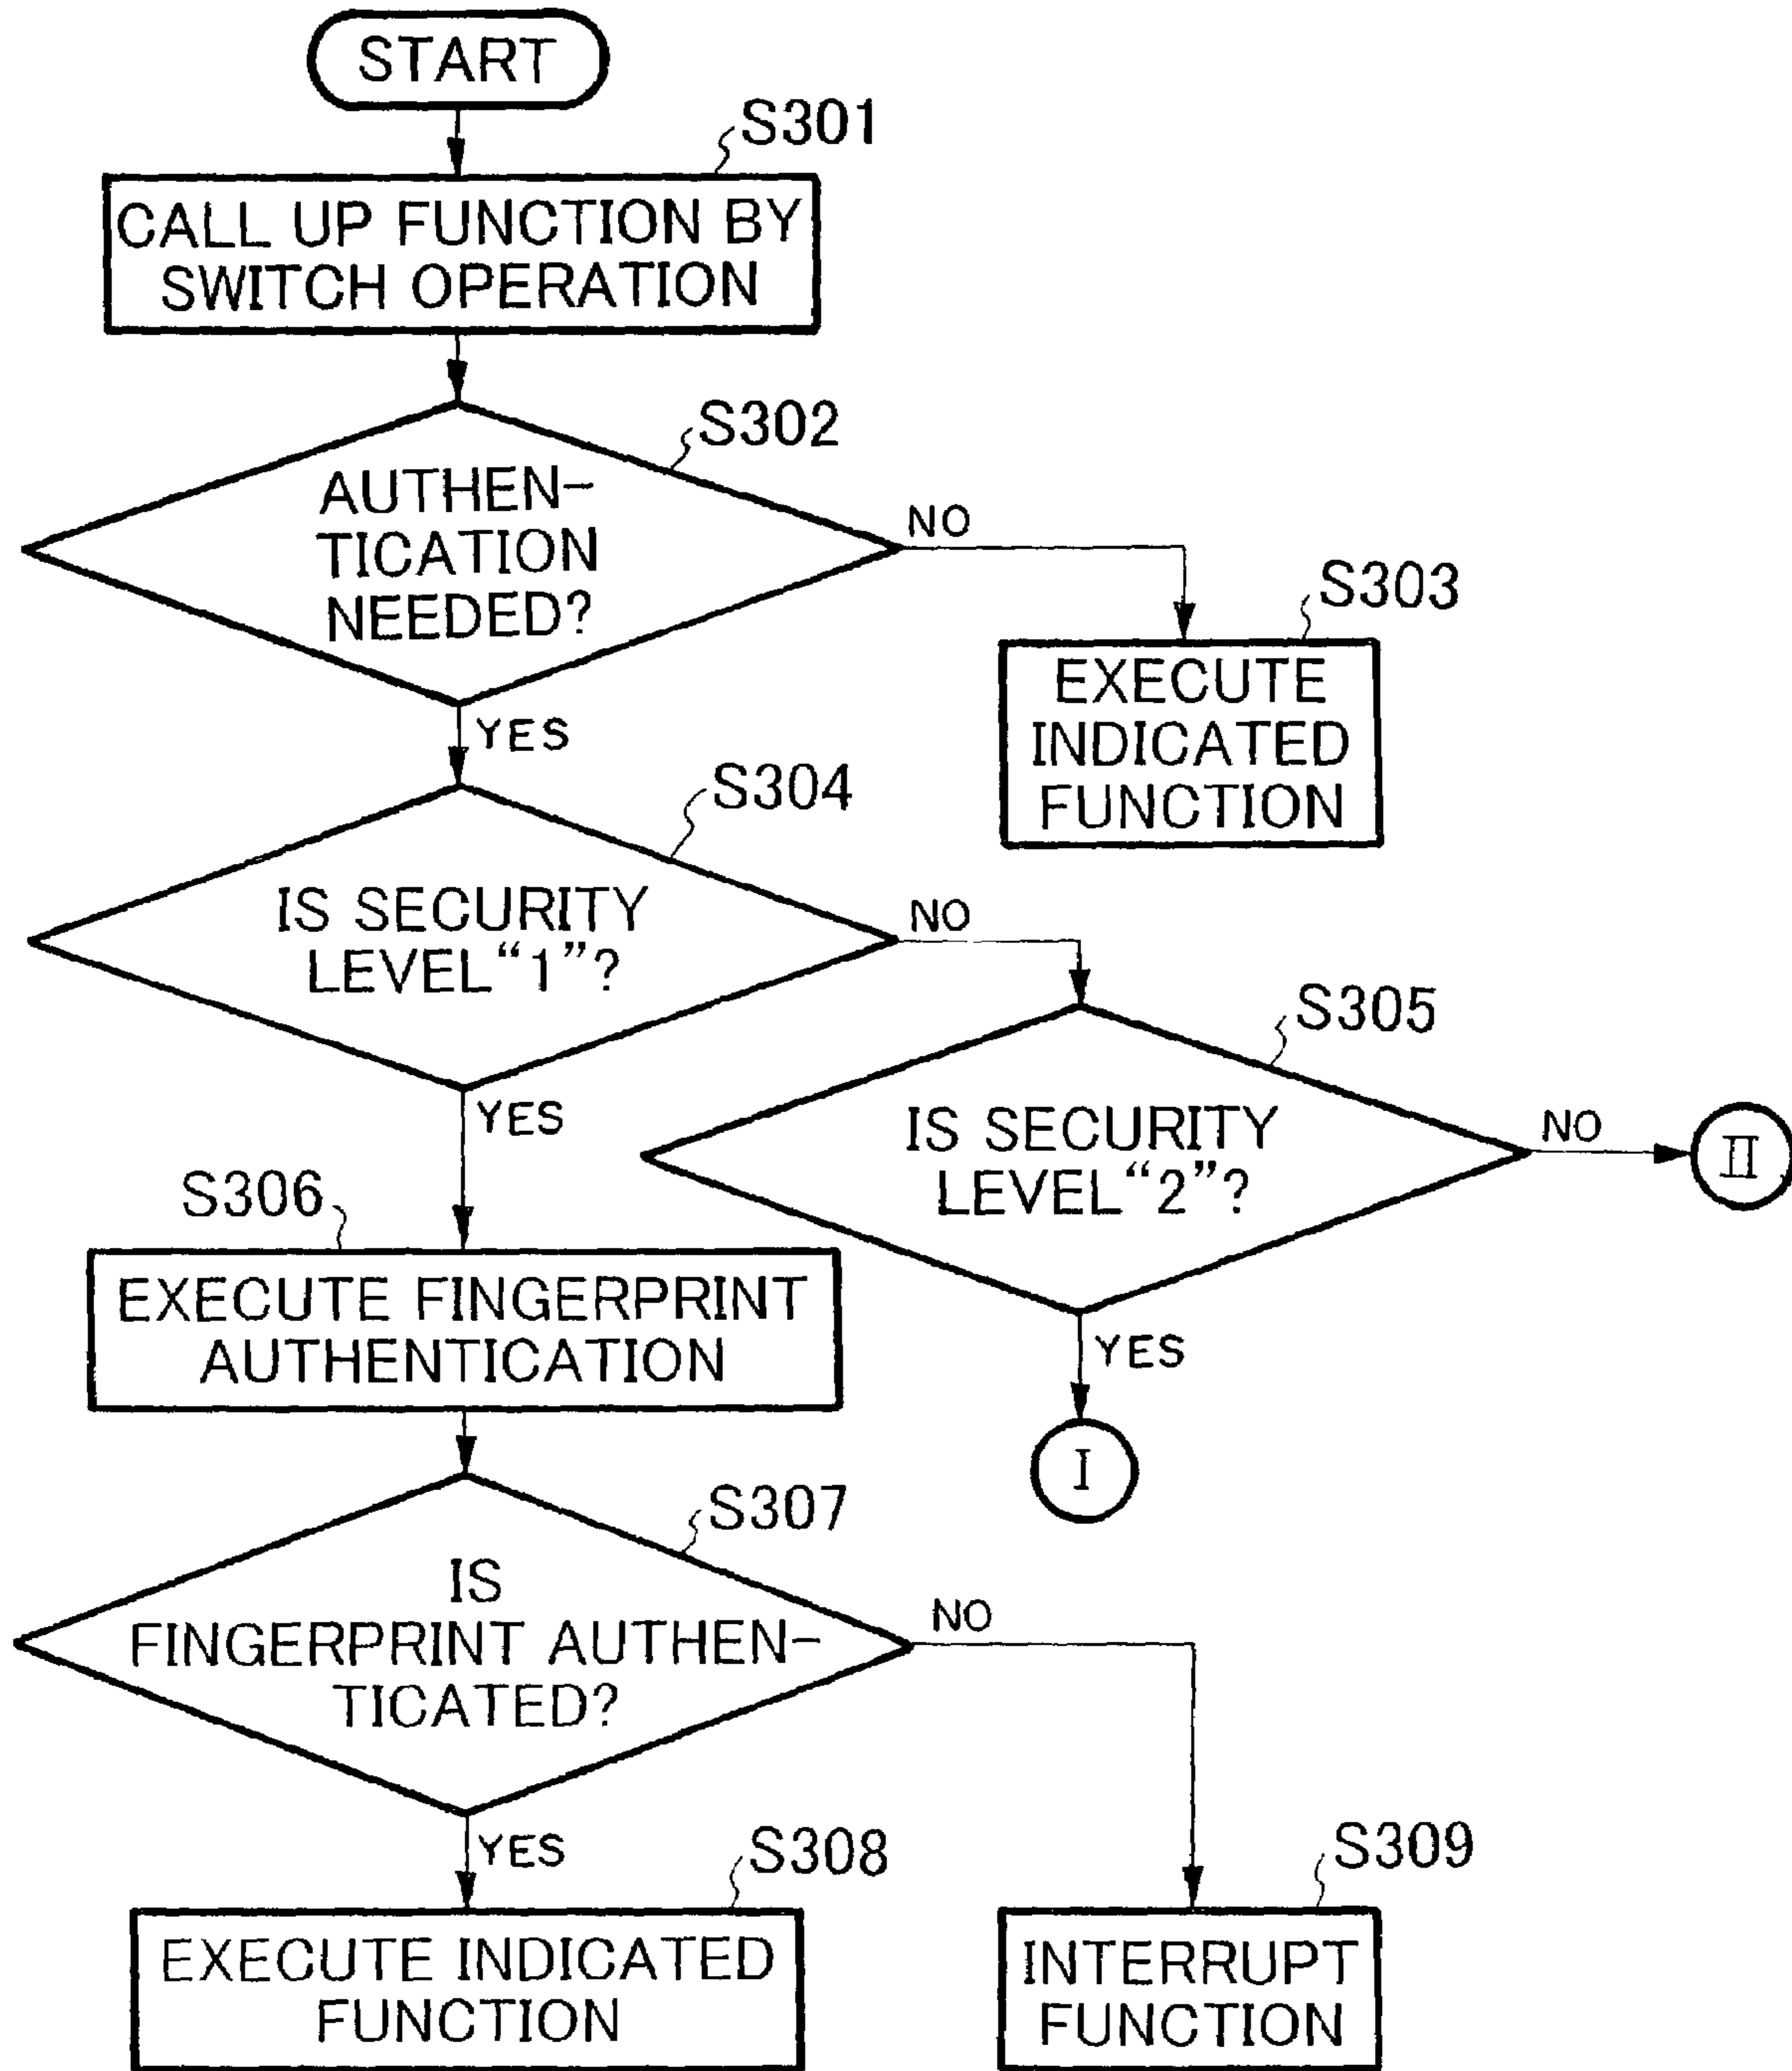 START
S301
CALL UP FUNCTION BY
SWITCH OPERATION
S302
AUTHEN-
TICATION
NEEDED?
NO
YES
S303
EXECUTE
INDICATED
FUNCTION
S304
IS SECURITY
LEVEL“1”?
NO
YES
S305
IS SECURITY
LEVEL“2”?
NO
II
YES
I
S306
EXECUTE FINGERPRINT
AUTHENTICATION
S307
IS
FINGERPRINT AUTHEN-
TICATED?
NO
YES
S308
EXECUTE INDICATED
FUNCTION
S309
INTERRUPT
FUNCTION